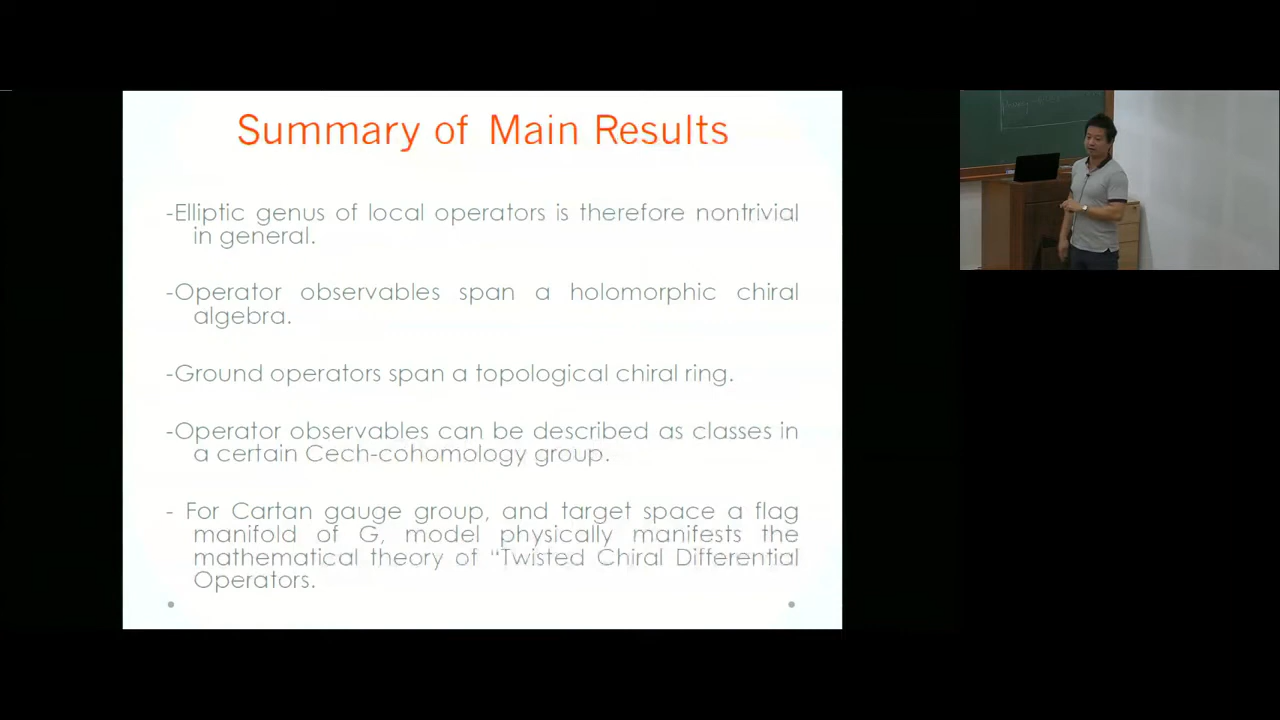 Summary of Main Results
-Elliptic genus of local operators is therefore nontrivial
in general.
-Operator observables span a holomorphic chiral
algebra.
-Ground operators span a topological chiral ring.
-Operator observables can be described as classes in
a certain Cech-cohomology group.
- For Cartan gauge group, and target space a flag
manifold of G, model physically manifests the
mathematical theory of “Twisted Chiral Differential
Operators.